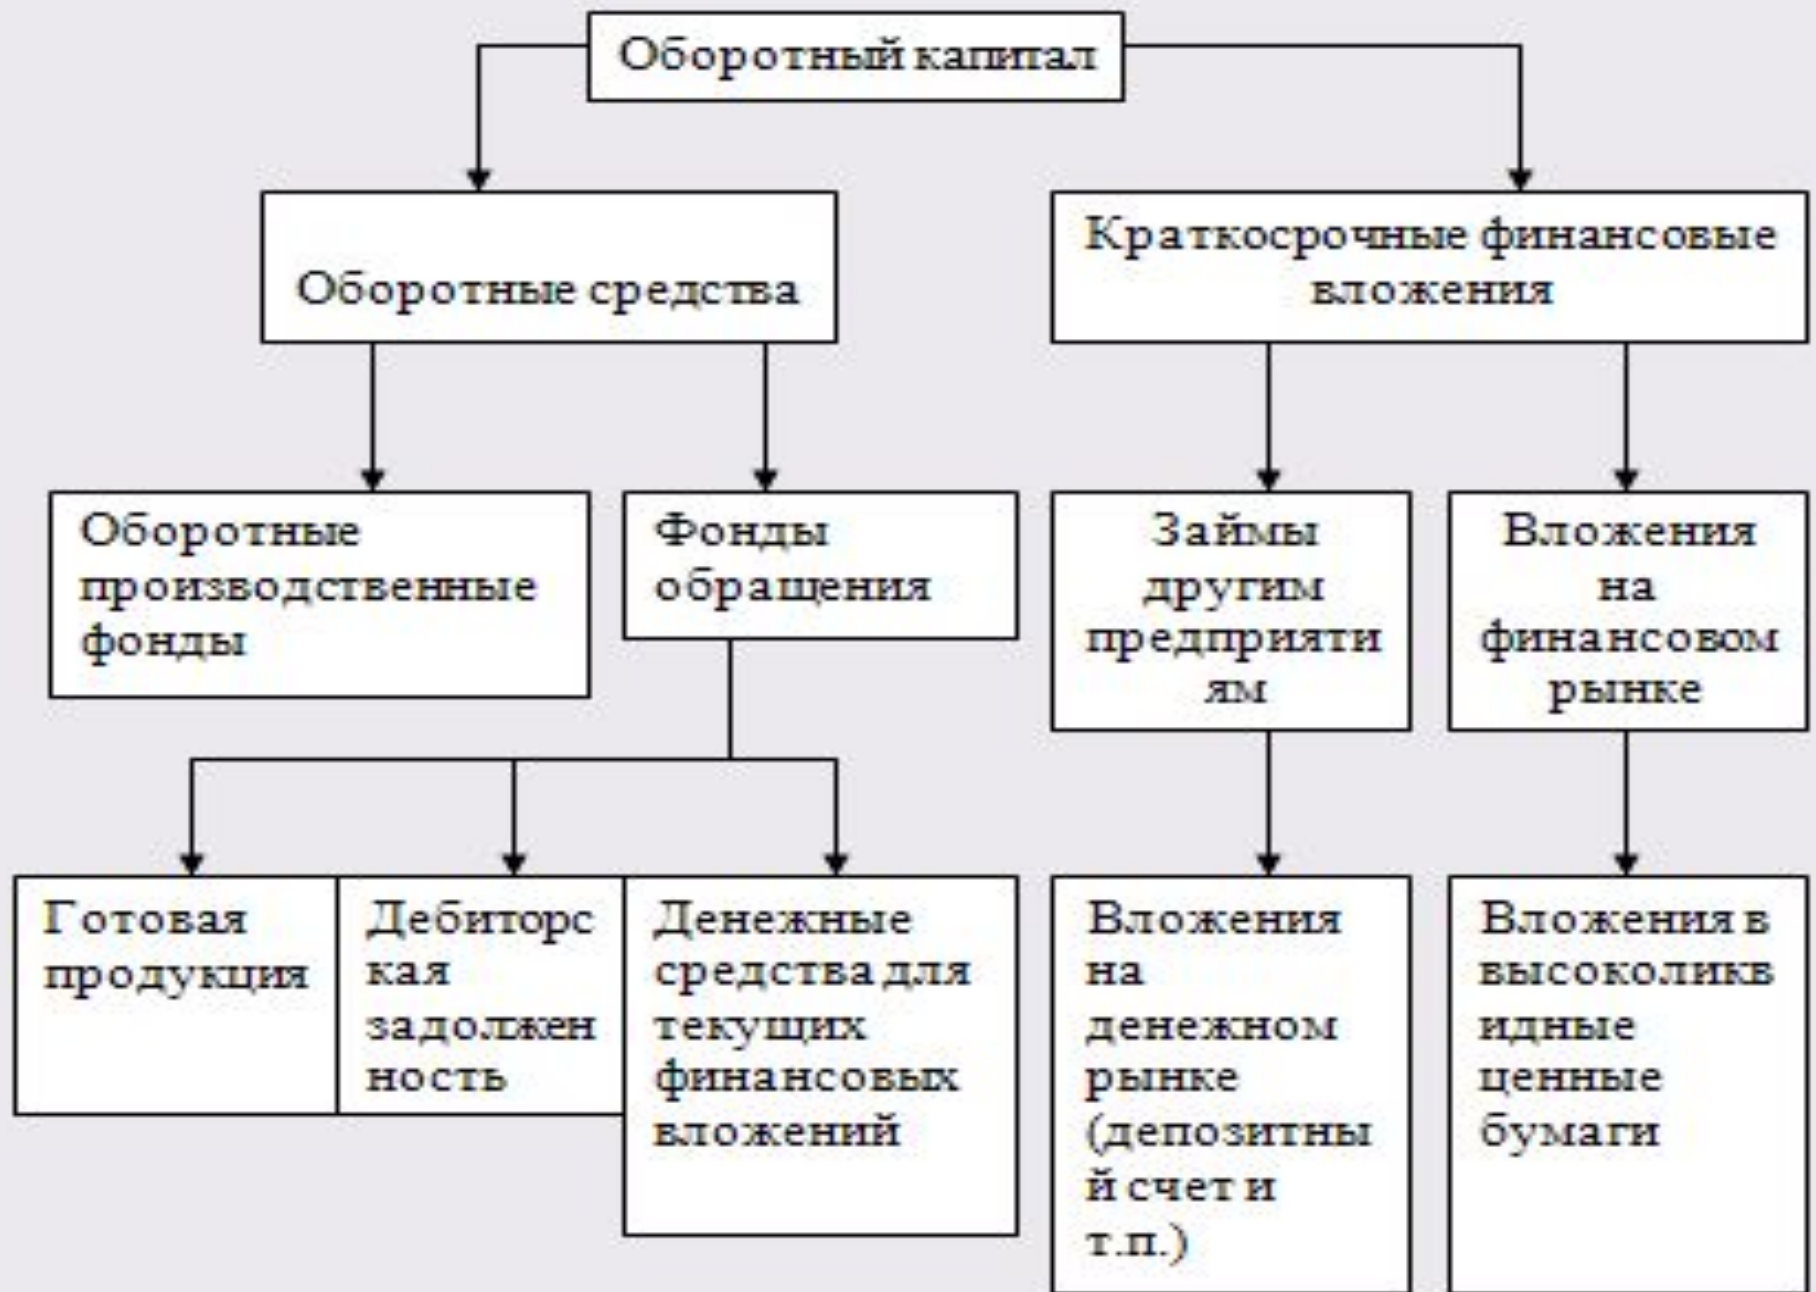 Оборотный капитал
Оборотные средства
Краткосрочные финансовые
вложения
Оборотные
производственные
фонды
Фонды
обращения
Займы
другим
предприяти
ям
Вложения
на
финансовом
рынке
Готовая
продукция
Дебиторс
кая
задолжен
ность
Денежные
средства для
текущих
финансовых
вложений
Вложения
на
денежном
рынке
(депозитны
й счет и
т.п.)
Вложения в
высоколикв
идные
ценные
бумаги